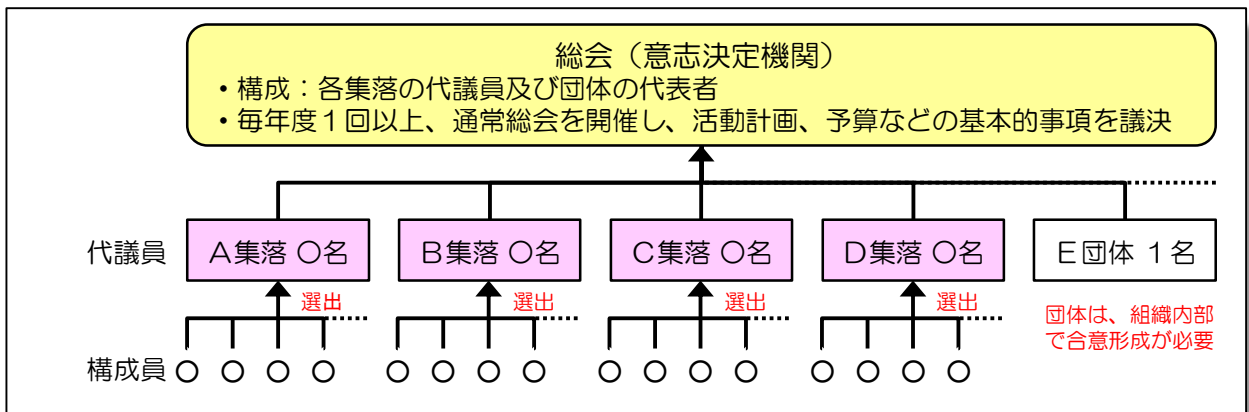 総会（意志決定機関）
・構成：各集落の代議員及び団体の代表者
・毎年度１回以上、通常総会を開催し、活動計画、予算などの基本的事項を議決
代議員
Ａ集落 〇名
Ｂ集落 〇名
Ｃ集落 〇名
Ｄ集落 〇名
Ｅ団体 １名
選出
選出
選出
選出
団体は、組織内部
で合意形成が必要
構成員